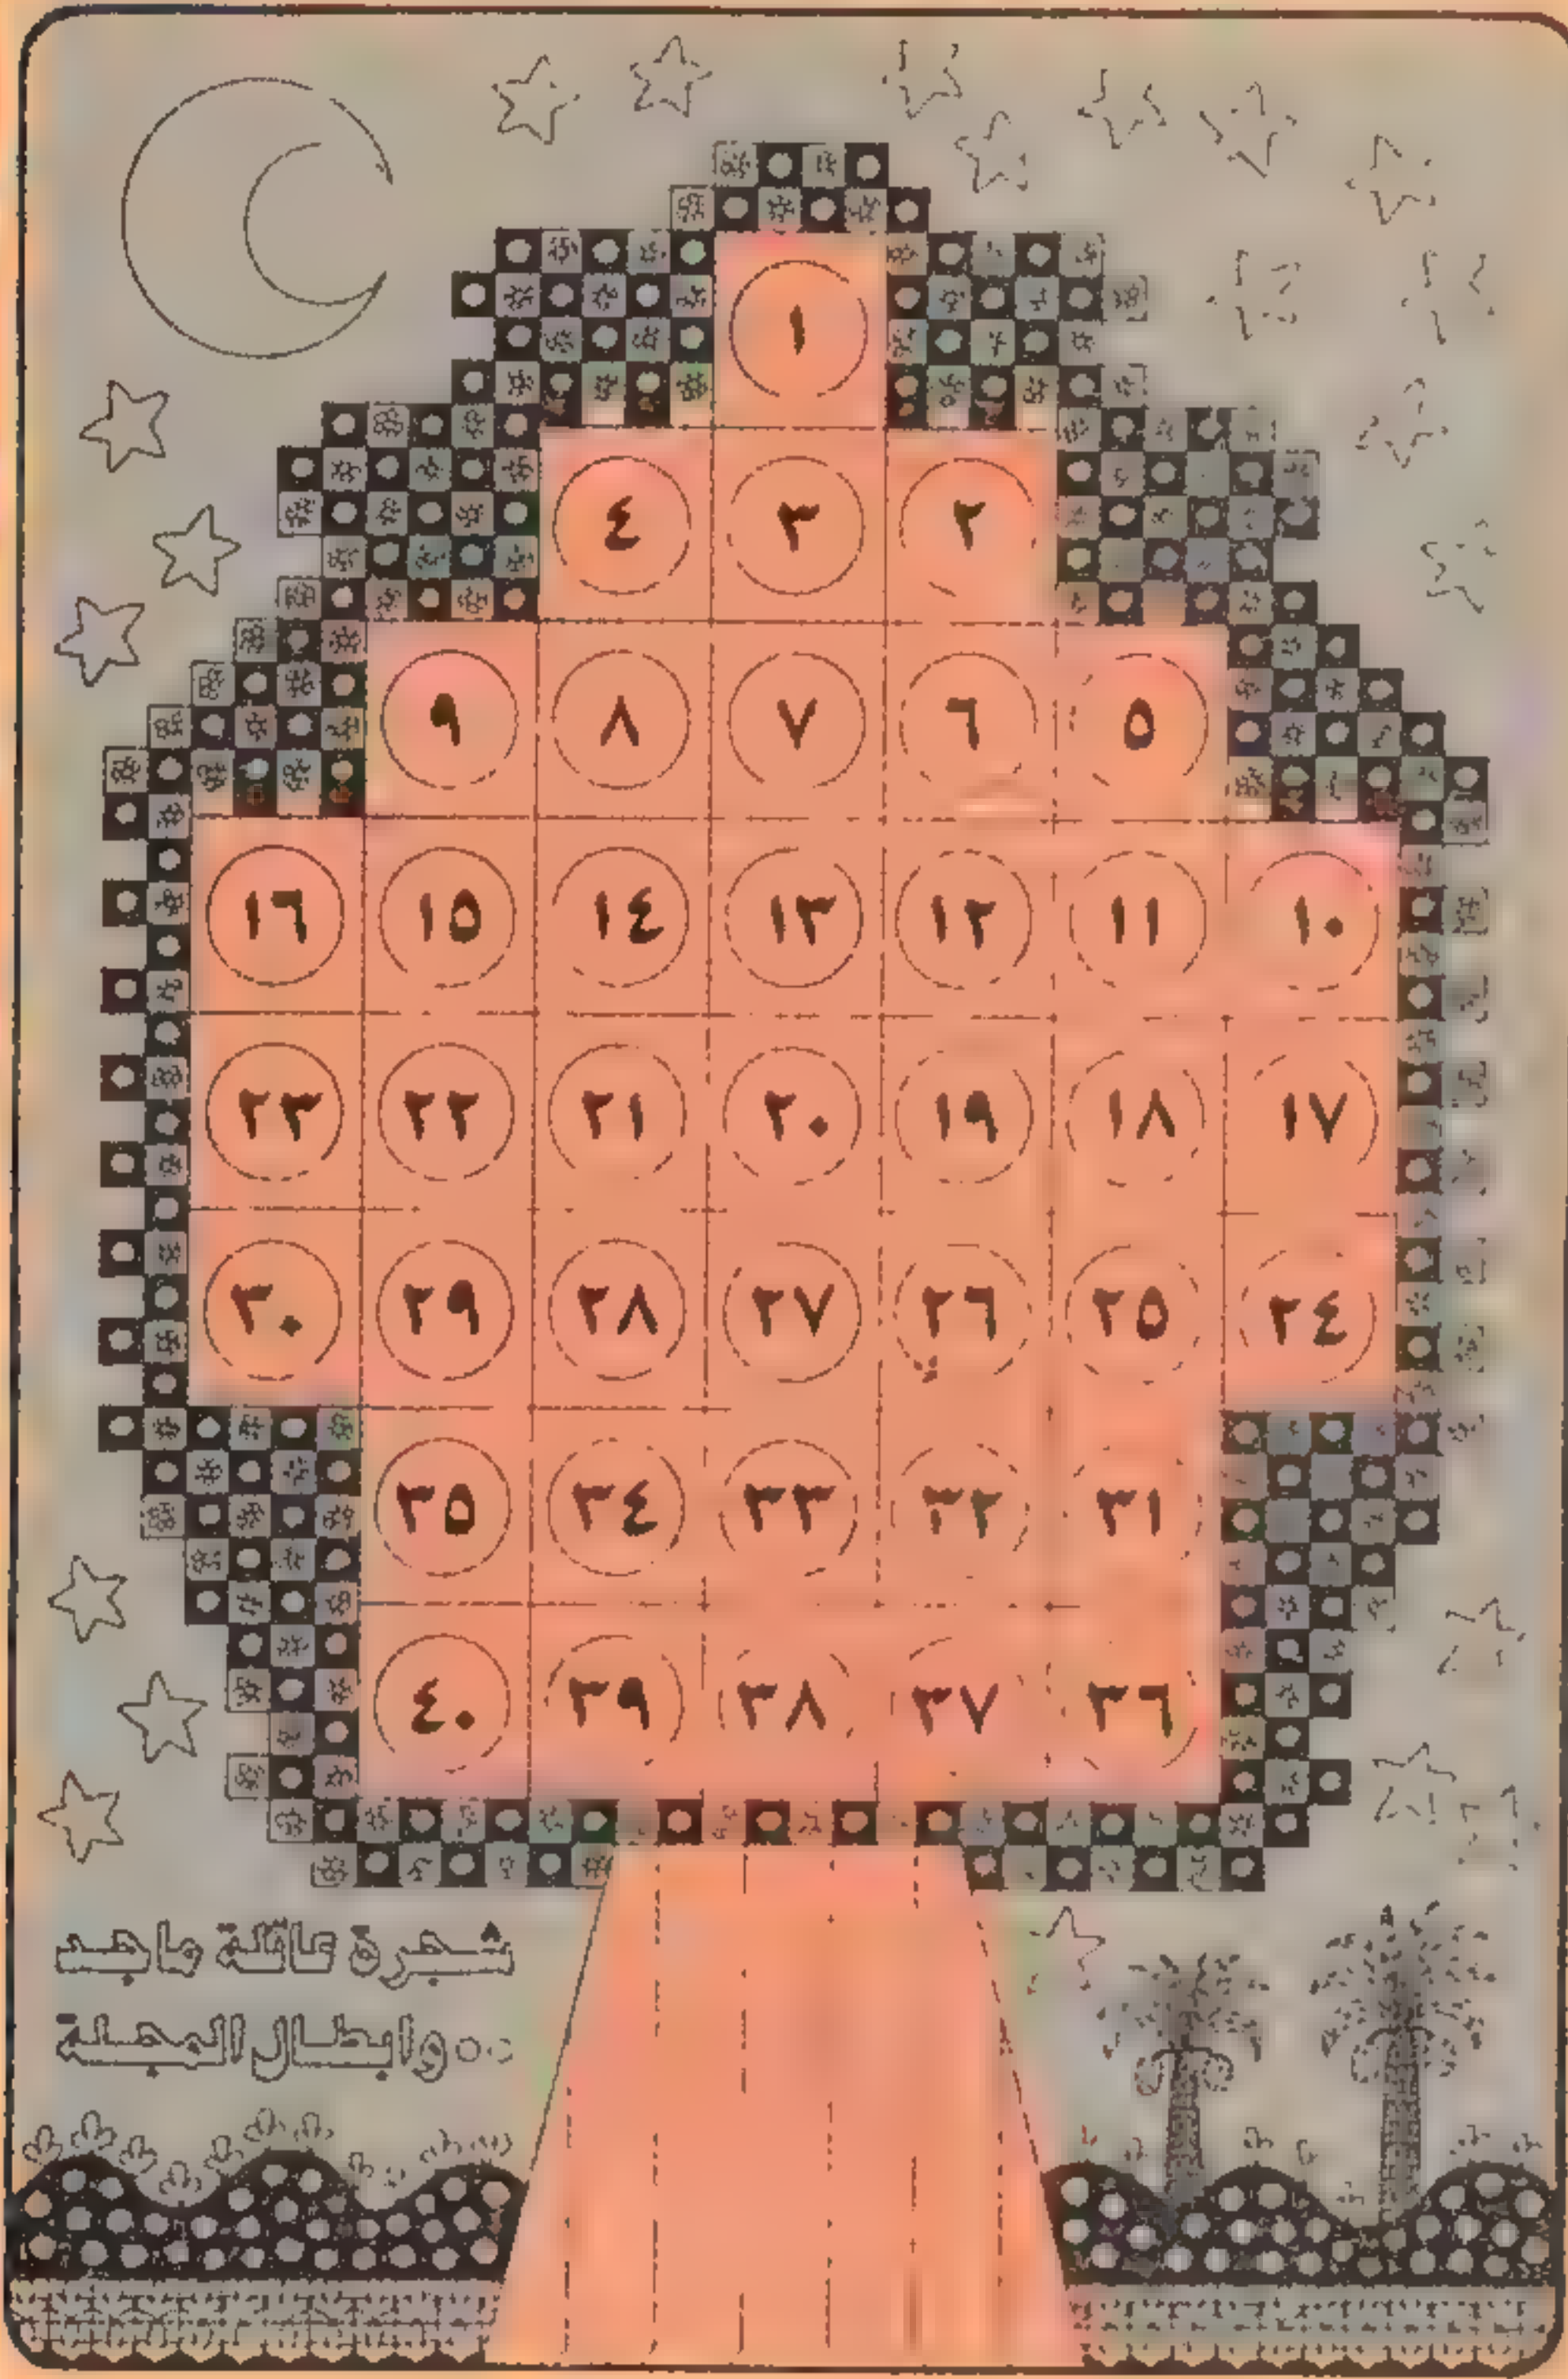 ١
٢ ٣ ٤
٥ ٦ ٧ ٨ ٩
١٠ ١١ ١٢ ١٣ ١٤ ١٥ ١٦
١٧ ١٨ ١٩ ٢٠ ٢١ ٢٢ ٢٣
٢٤ ٢٥ ٢٦ ٢٧ ٢٨ ٢٩ ٣٠
٣١ ٣٢ ٣٣ ٣٤ ٣٥
٣٦ ٣٧ ٣٨ ٣٩ ٤٠
شجرة عائلة ماجد
..وابطال المجلة